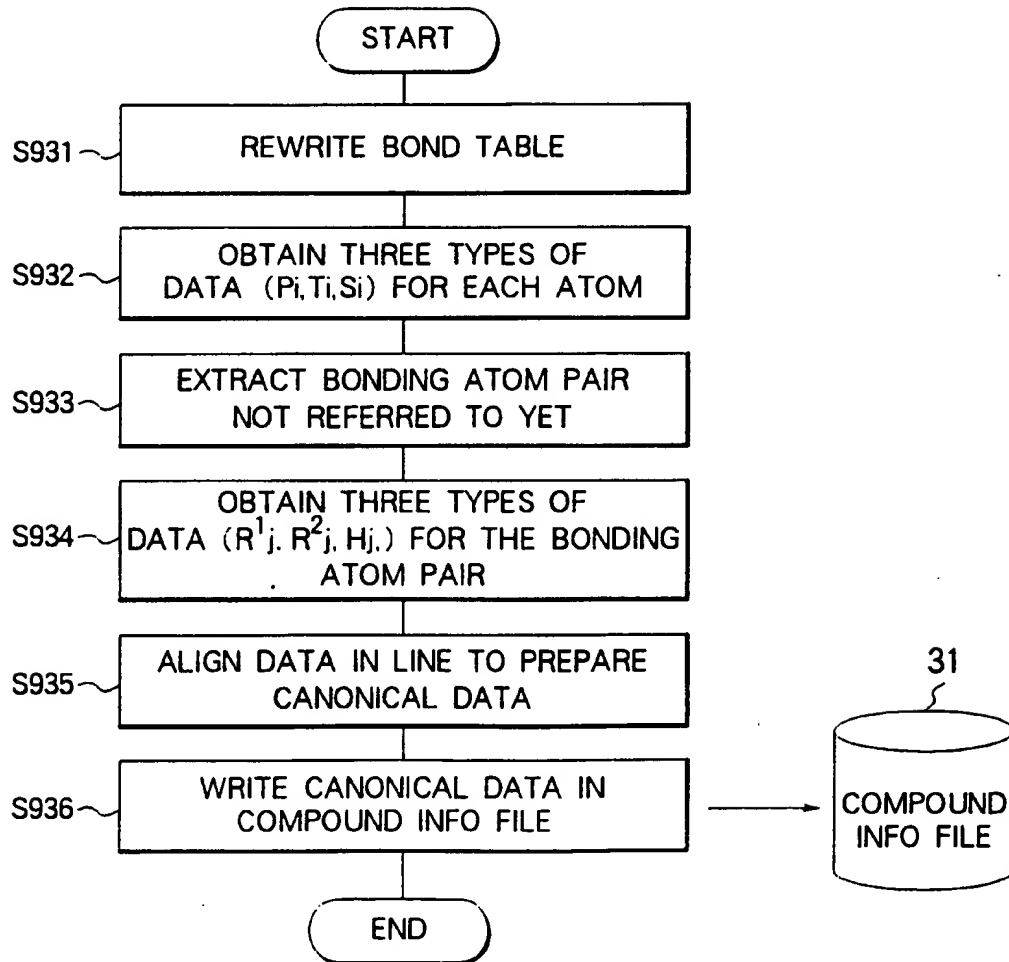 START
S931
REWRITE BOND TABLE
S932
OBTAIN THREE TYPES OF
DATA (Pi,Ti,Si) FOR EACH ATOM
S933
EXTRACT BONDING ATOM PAIR
NOT REFERRED TO YET
S934
OBTAIN THREE TYPES OF
DATA (R¹j. R²j, Hj,) FOR THE BONDING
ATOM PAIR
S935
ALIGN DATA IN LINE TO PREPARE
CANONICAL DATA
S936
WRITE CANONICAL DATA IN
COMPOUND INFO FILE
31
COMPOUND
INFO FILE
END